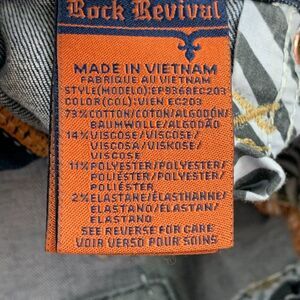 Rock Revival
MADE IN VIETNAM
FABRIQUE AU VIETNAM
STYLE(MODELO):EP9368EC203
COLOR(COL):VIEN EC203
73%COTTON/COTON/ALGODÓN/
BAUMWOLLE/ALGODÃO
14%VISCOSE/VISCOSE/
VISCOSA/VISKOSE/
VISCOSE
11%POLYESTER/POLYESTER/
POLIÉSTER/POLYESTER/
POLIÉSTER
2%ELASTANE/ÉLASTHANNE/
ELASTANO/ELASTAN/
ELASTANO
SEE REVERSE FOR CARE
VOIR VERSO POUR SOINS